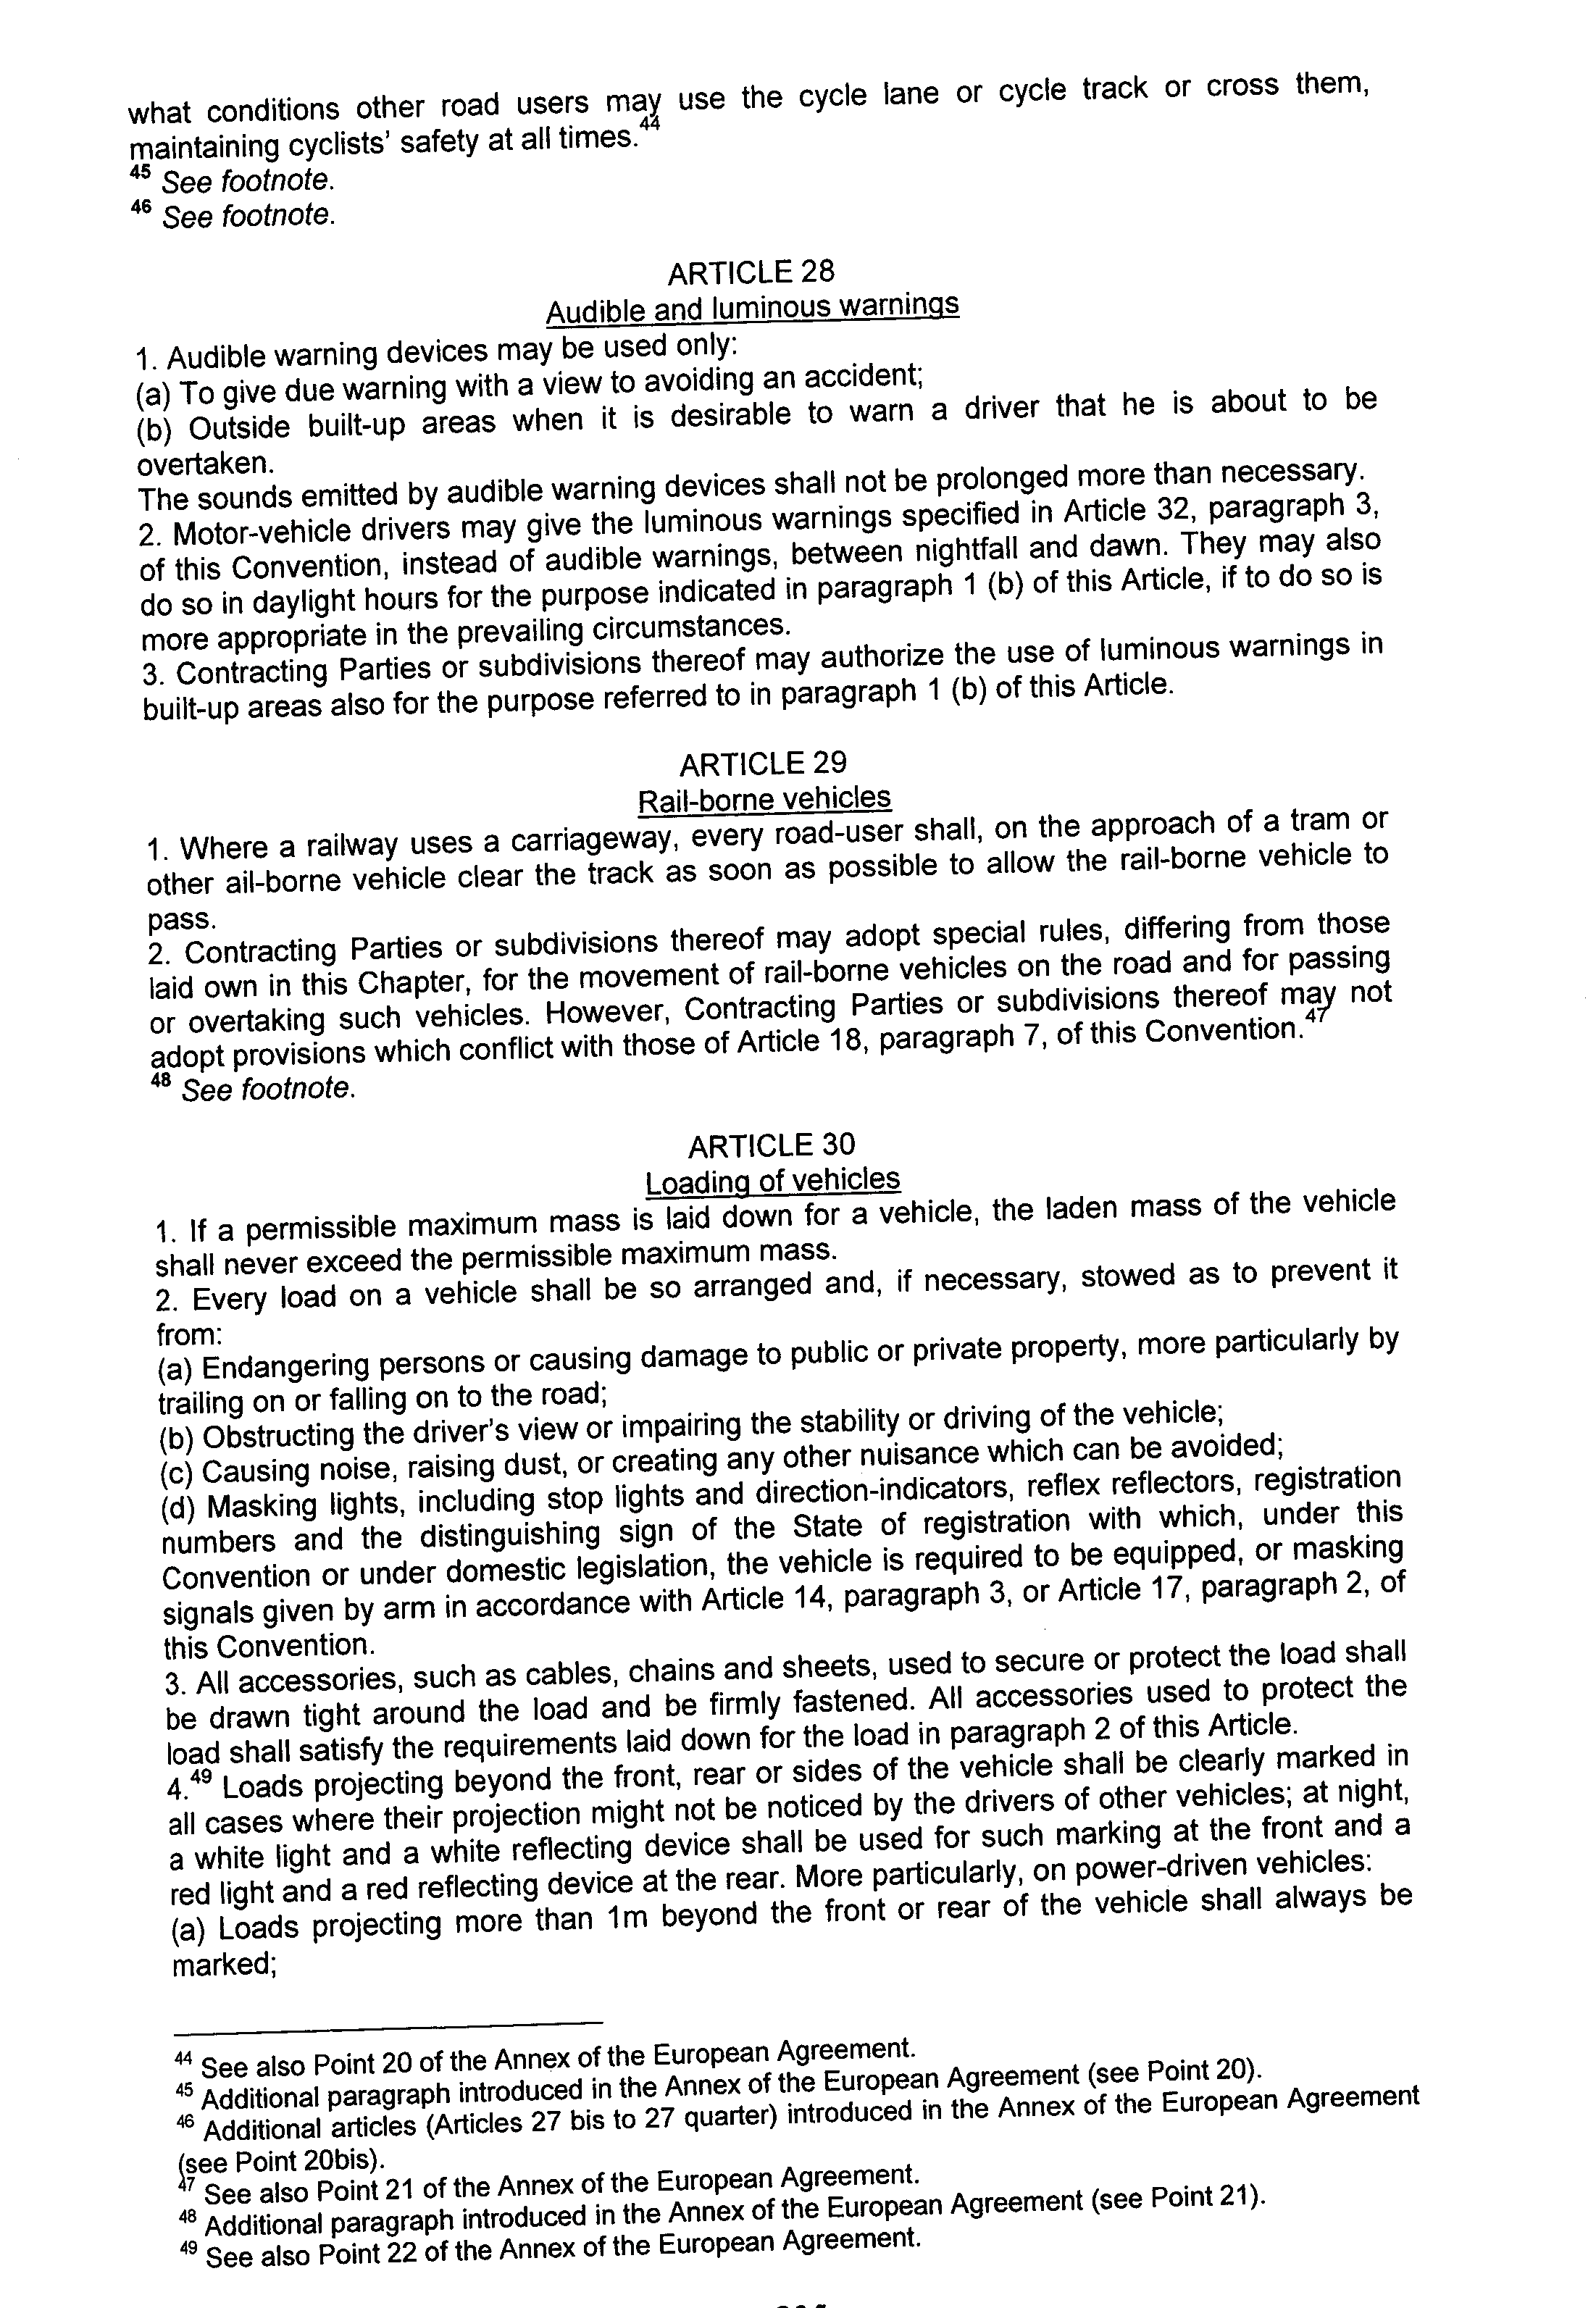 what conditions other road users may use the cycle lane or cycle track or cross them,
maintaining cyclists' safety at all times.44
45 See footnote.
46 See footnote.
ARTICLE 28
Audible and luminous warnings
1. Audible warning devices may be used only:
(a) To give due warning with a view to avoiding an accident;
(b) Outside built-up areas when it is desirable to warn a driver that he is about to be
overtaken.
The sounds emitted by audible warning devices shall not be prolonged more than necessary.
2. Motor-vehicle drivers may give the luminous warnings specified in Article 32, paragraph 3,
of this Convention, instead of audible warnings, between nightfall and dawn. They may also
do so in daylight hours for the purpose indicated in paragraph 1 (b) of this Article, if to do so is
more appropriate in the prevailing circumstances.
3. Contracting Parties or subdivisions thereof may authorize the use of luminous warnings in
built-up areas also for the purpose referred to in paragraph 1 (b) of this Article.
ARTICLE 29
Rail-borne vehicles
1. Where a railway uses a carriageway, every road-user shall, on the approach of a tram or
other ail-borne vehicle clear the track as soon as possible to allow the rail-borne vehicle to
pass.
2. Contracting Parties or subdivisions thereof may adopt special rules, differing from those
laid own in this Chapter, for the movement of rail-borne vehicles on the road and for passing
or overtaking such vehicles. However, Contracting Parties or subdivisions thereof may not
adopt provisions which conflict with those of Article 18, paragraph 7, of this Convention.47
48 See footnote.
ARTICLE 30
Loading of vehicles
1. If a permissible maximum mass is laid down for a vehicle, the laden mass of the vehicle
shall never exceed the permissible maximum mass.
2. Every load on a vehicle shall be so arranged and, if necessary, stowed as to prevent it
from:
(a) Endangering persons or causing damage to public or private property, more particularly by
trailing on or falling on to the road;
(b) Obstructing the driver's view or impairing the stability or driving of the vehicle;
(c) Causing noise, raising dust, or creating any other nuisance which can be avoided;
(d) Masking lights, including stop lights and direction-indicators, reflex reflectors, registration
numbers and the distinguishing sign of the State of registration with which, under this
Convention or under domestic legislation, the vehicle is required to be equipped, or masking
signals given by arm in accordance with Article 14, paragraph 3, or Article 17, paragraph 2, of
this Convention.
3. All accessories, such as cables, chains and sheets, used to secure or protect the load shall
be drawn tight around the load and be firmly fastened. All accessories used to protect the
load shall satisfy the requirements laid down for the load in paragraph 2 of this Article.
4.49 Loads projecting beyond the front, rear or sides of the vehicle shall be clearly marked in
all cases where their projection might not be noticed by the drivers of other vehicles; at night,
a white light and a white reflecting device shall be used for such marking at the front and a
red light and a red reflecting device at the rear. More particularly, on power-driven vehicles:
(a) Loads projecting more than 1m beyond the front or rear of the vehicle shall always be
marked;
44 See also Point 20 of the Annex of the European Agreement.
45 Additional paragraph introduced in the Annex of the European Agreement (see Point 20).
46 Additional articles (Articles 27 bis to 27 quarter) introduced in the Annex of the European Agreement
(see Point 20bis).
47 See also Point 21 of the Annex of the European Agreement.
48 Additional paragraph introduced in the Annex of the European Agreement (see Point 21).
49 See also Point 22 of the Annex of the European Agreement.